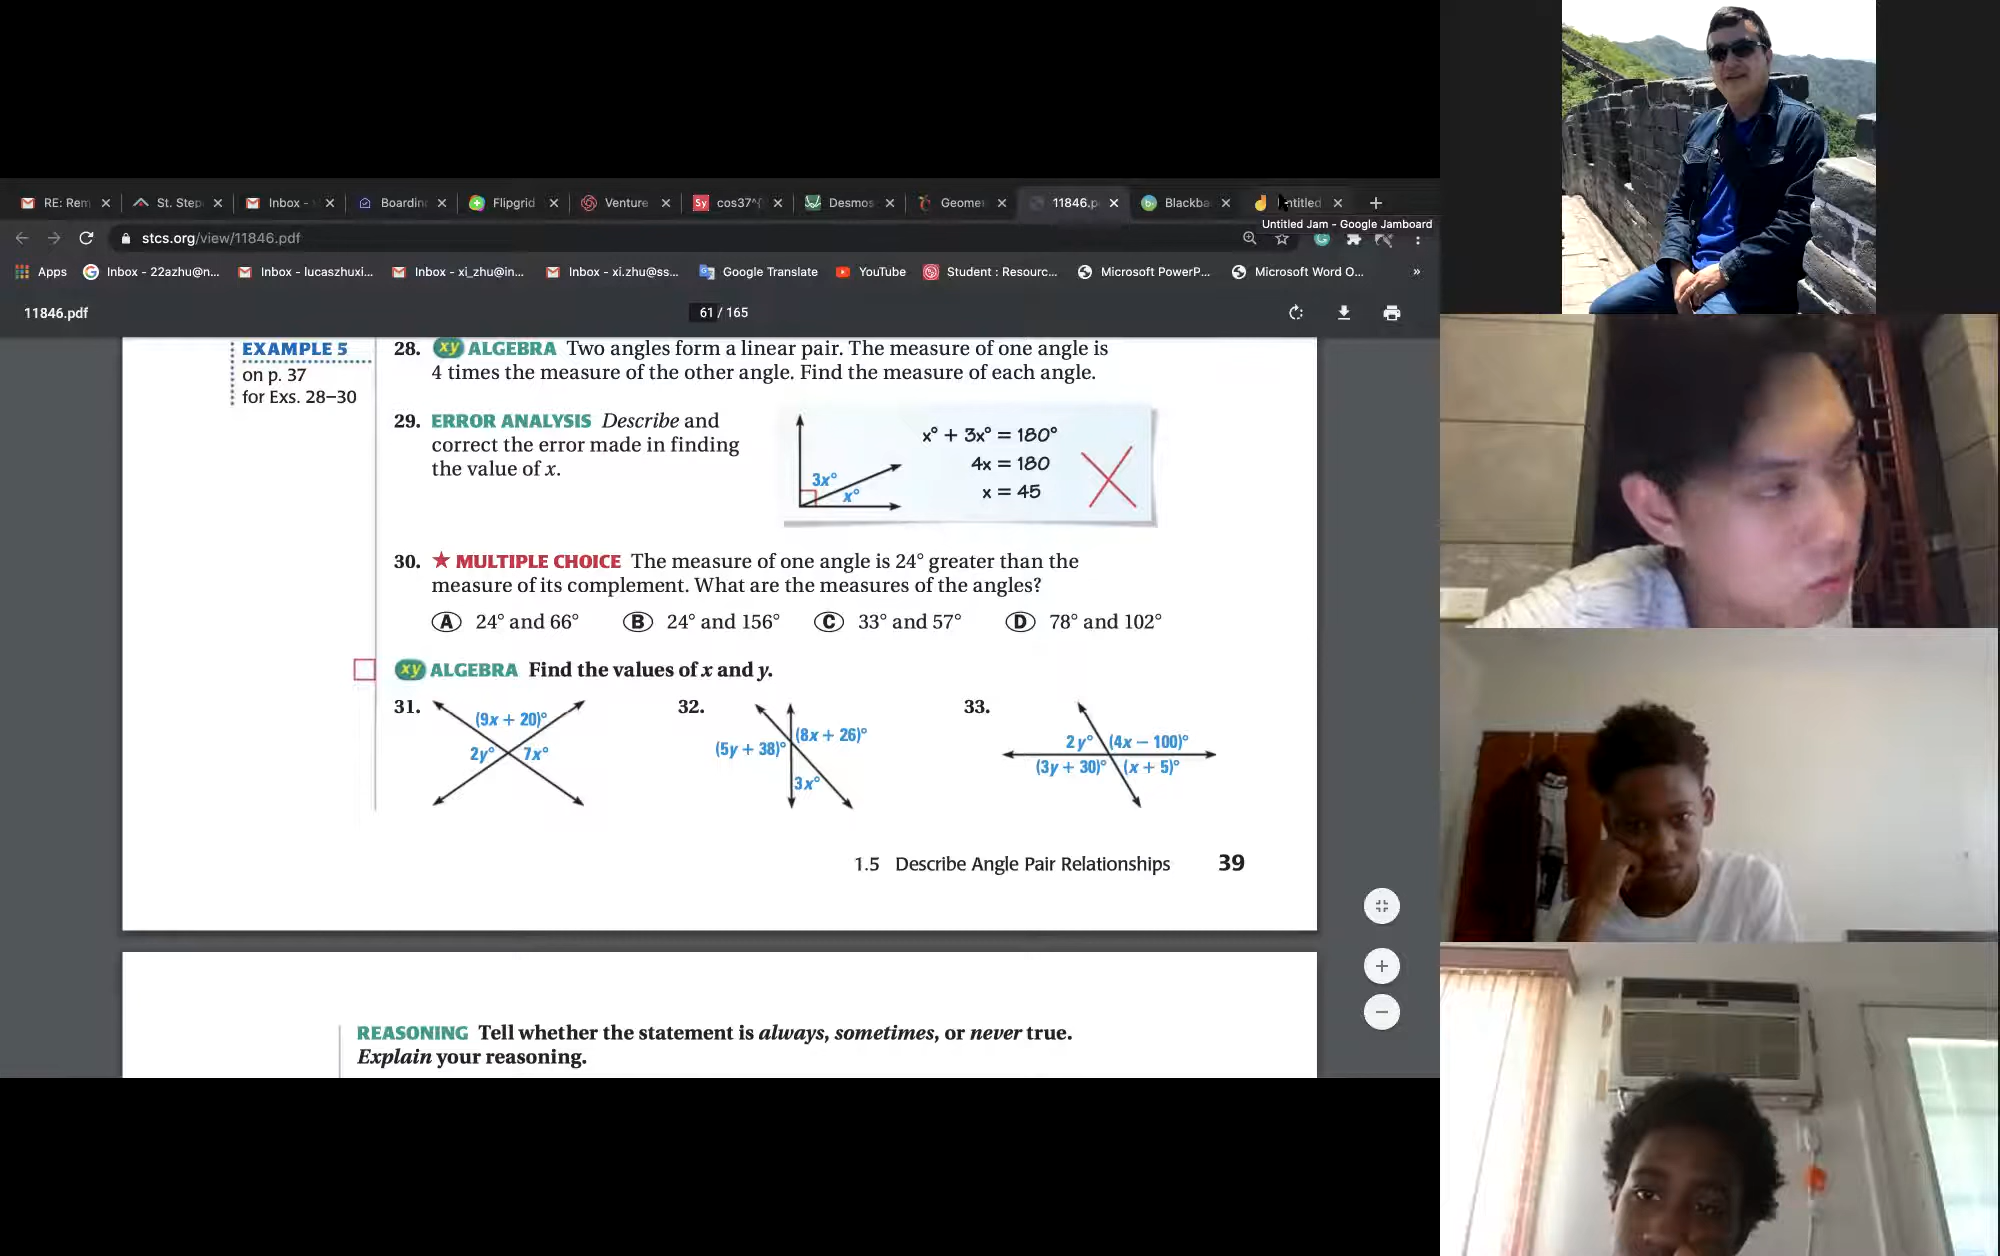 RE: Rem
St. Step
Inbox -
Boardin
Flipgrid
Venture
Sy cos37^(
Desmos
Geome
11846.p
Blackba
Untitled Jam - Google Jamboard
stcs.org/view/11846.pdf
Apps
Inbox - 22azhu@n...
Inbox - lucaszhuxi...
Inbox - xi_zhu@in...
Inbox - xi.zhu@ss...
Google Translate
YouTube
Student : Resourc...
Microsoft PowerP...
Microsoft Word O...
»
11846.pdf
61 / 165
EXAMPLE 5
on p. 37
for Exs. 28–30
28. xy ALGEBRA Two angles form a linear pair. The measure of one angle is
4 times the measure of the other angle. Find the measure of each angle.
29. ERROR ANALYSIS Describe and
correct the error made in finding
the value of x.
3x°
x°
x° + 3x° = 180°
4x = 180
x = 45
30. ★ MULTIPLE CHOICE The measure of one angle is 24° greater than the
measure of its complement. What are the measures of the angles?
A 24° and 66° B 24° and 156° C 33° and 57° D 78° and 102°
xy ALGEBRA Find the values of x and y.
31.
(9x + 20)°
2y° 7x°
32.
(8x + 26)°
(5y + 38)°
3x°
33.
2y° (4x − 100)°
(3y + 30)° (x + 5)°
1.5 Describe Angle Pair Relationships 39
REASONING Tell whether the statement is always, sometimes, or never true.
Explain your reasoning.